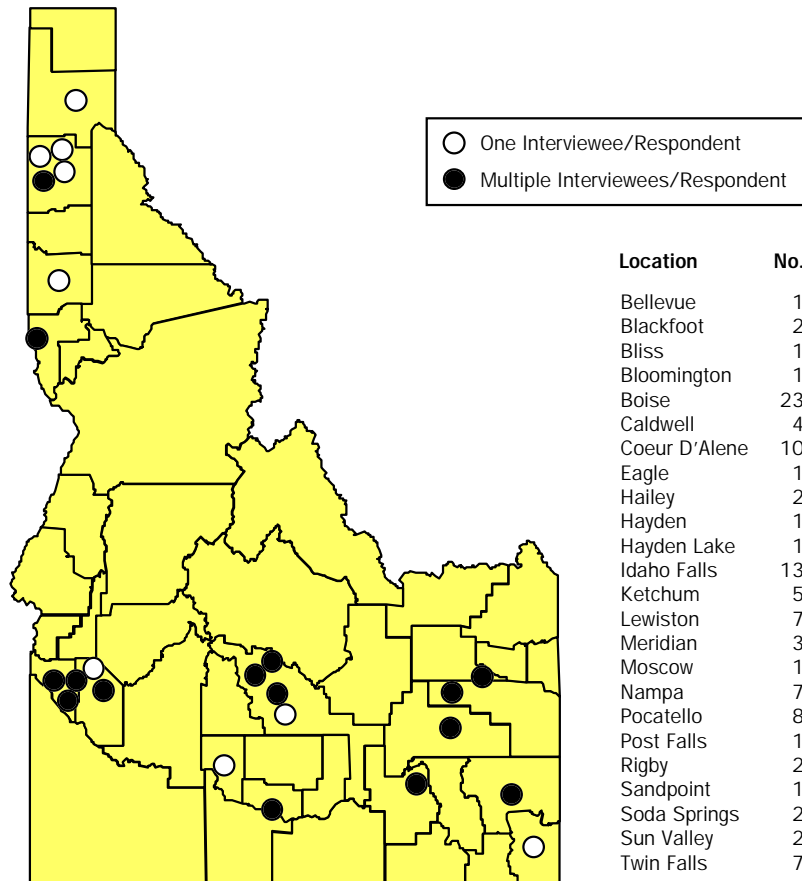 One Interviewee/Respondent
Multiple Interviewees/Respondent
Location No.
Bellevue 1
Blackfoot 2
Bliss 1
Bloomington 1
Boise 23
Caldwell 4
Coeur D'Alene 10
Eagle 1
Hailey 2
Hayden 1
Hayden Lake 1
Idaho Falls 13
Ketchum 5
Lewiston 7
Meridian 3
Moscow 1
Nampa 7
Pocatello 8
Post Falls 1
Rigby 2
Sandpoint 1
Soda Springs 2
Sun Valley 2
Twin Falls 7